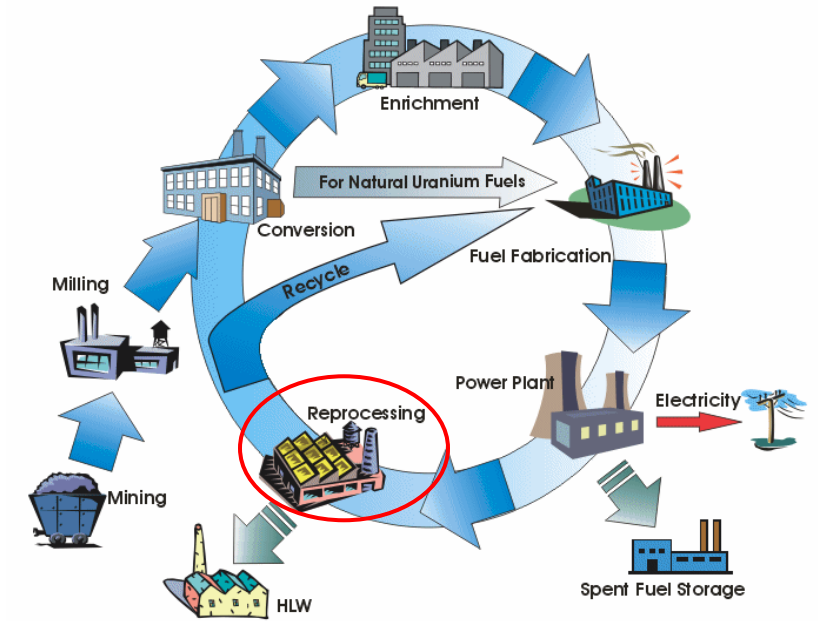 Enrichment
For Natural Uranium Fuels
Conversion
Fuel Fabrication
Recycle
Milling
Power Plant
Electricity
Reprocessing
Mining
Spent Fuel Storage
HLW